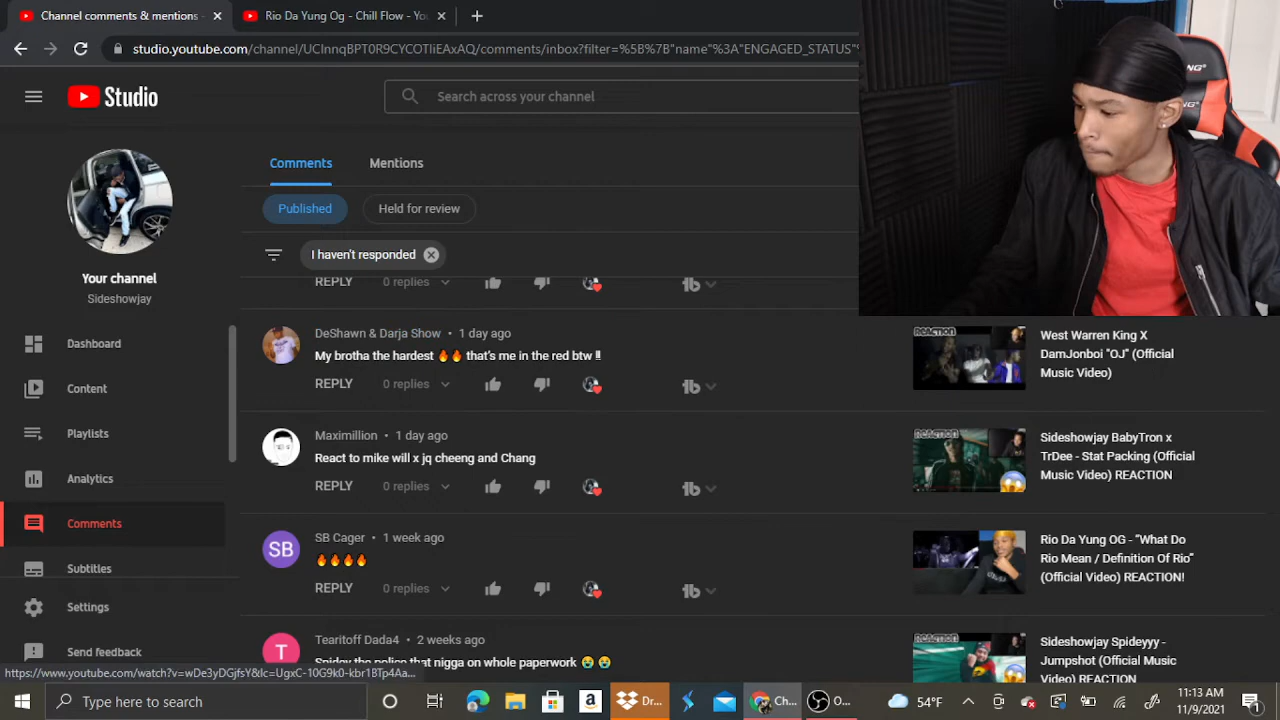 Channel comments & mentions -
Rio Da Yung Og - Chill Flow - Yo
studio.youtube.com/channel/UCInnqBPT0R9CYCOTIiEAxAQ/comments/inbox?filter=%5B%7B"name"%3A"ENGAGED_STATUS"%
Studio
Search across your channel
Your channel
Sideshowjay
Dashboard
Content
Playlists
Analytics
Comments
Subtitles
Settings
Send feedback
Comments
Mentions
Published
Held for review
I haven't responded
REPLY 0 replies
DeShawn & Darja Show • 1 day ago
My brotha the hardest 🔥🔥 that's me in the red btw ‼
REPLY 0 replies
REACTION
West Warren King X
DamJonboi "OJ" (Official
Music Video)
Maximillion • 1 day ago
React to mike will x jq cheeng and Chang
REPLY 0 replies
REACTION
Sideshowjay BabyTron x
TrDee - Stat Packing (Official
Music Video) REACTION
SB
SB Cager • 1 week ago
🔥🔥🔥🔥
REPLY 0 replies
Rio Da Yung OG - “What Do
Rio Mean / Definition Of Rio”
(Official Video) REACTION!
T
Tearitoff Dada4 • 2 weeks ago
Spidey the police that nigga on whole paperwork 😭😭
REACTION
Sideshowjay Spideyyy -
Jumpshot (Official Music
Video) REACTION
Type here to search
Dr...
Ch...
O...
54°F
11:13 AM
11/9/2021